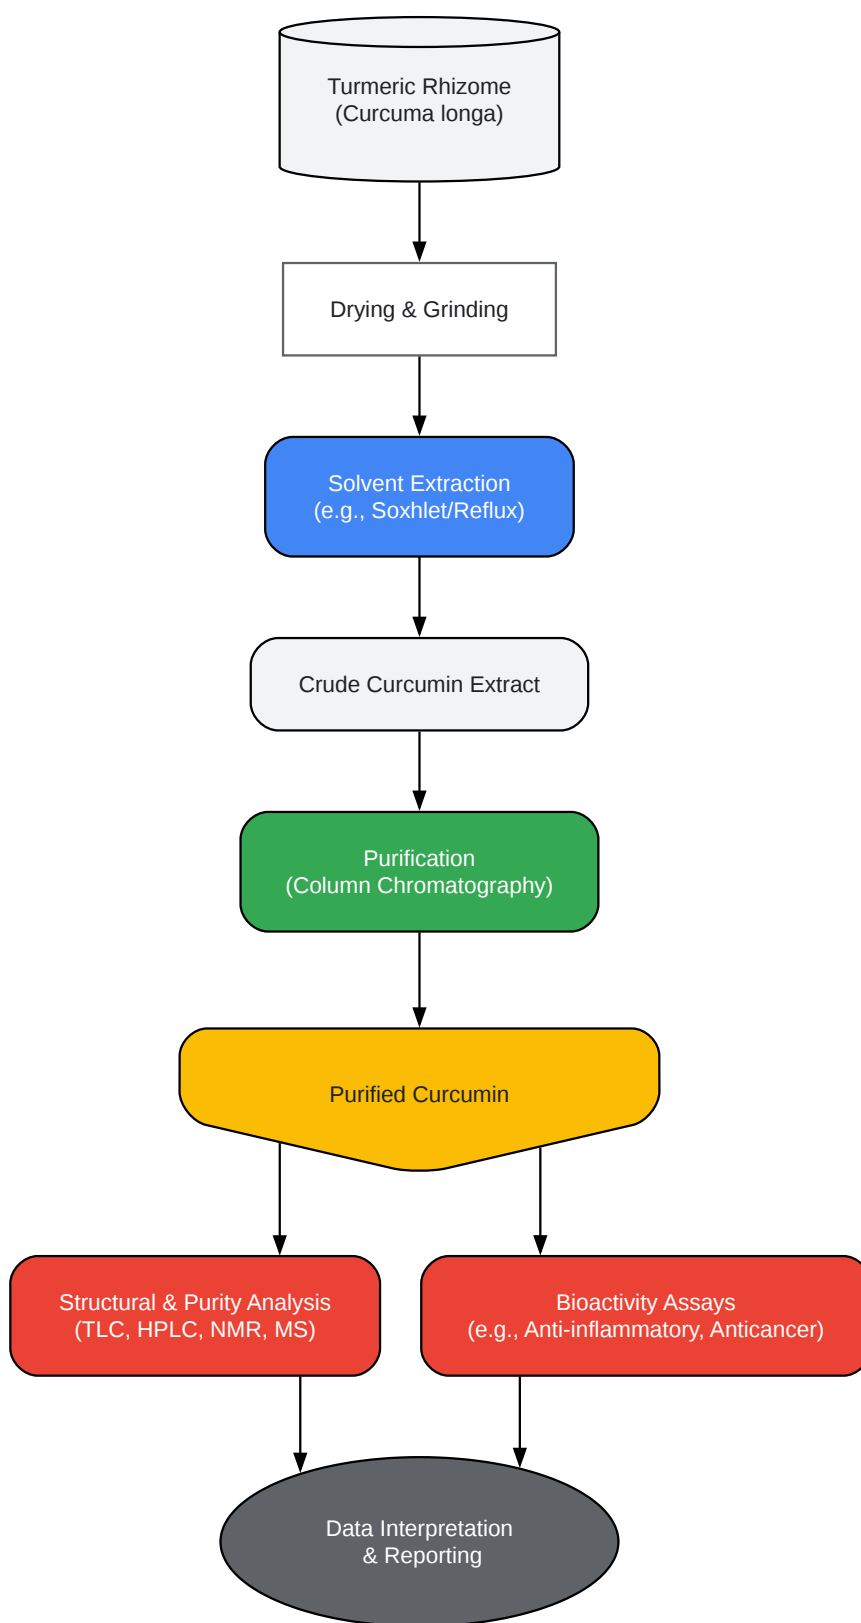 Turmeric Rhizome
(Curcuma longa)
Drying & Grinding
Solvent Extraction
(e.g., Soxhlet/Reflux)
Crude Curcumin Extract
Purification
(Column Chromatography)
Purified Curcumin
Structural & Purity Analysis
(TLC, HPLC, NMR, MS)
Bioactivity Assays
(e.g., Anti-inflammatory, Anticancer)
Data Interpretation
& Reporting